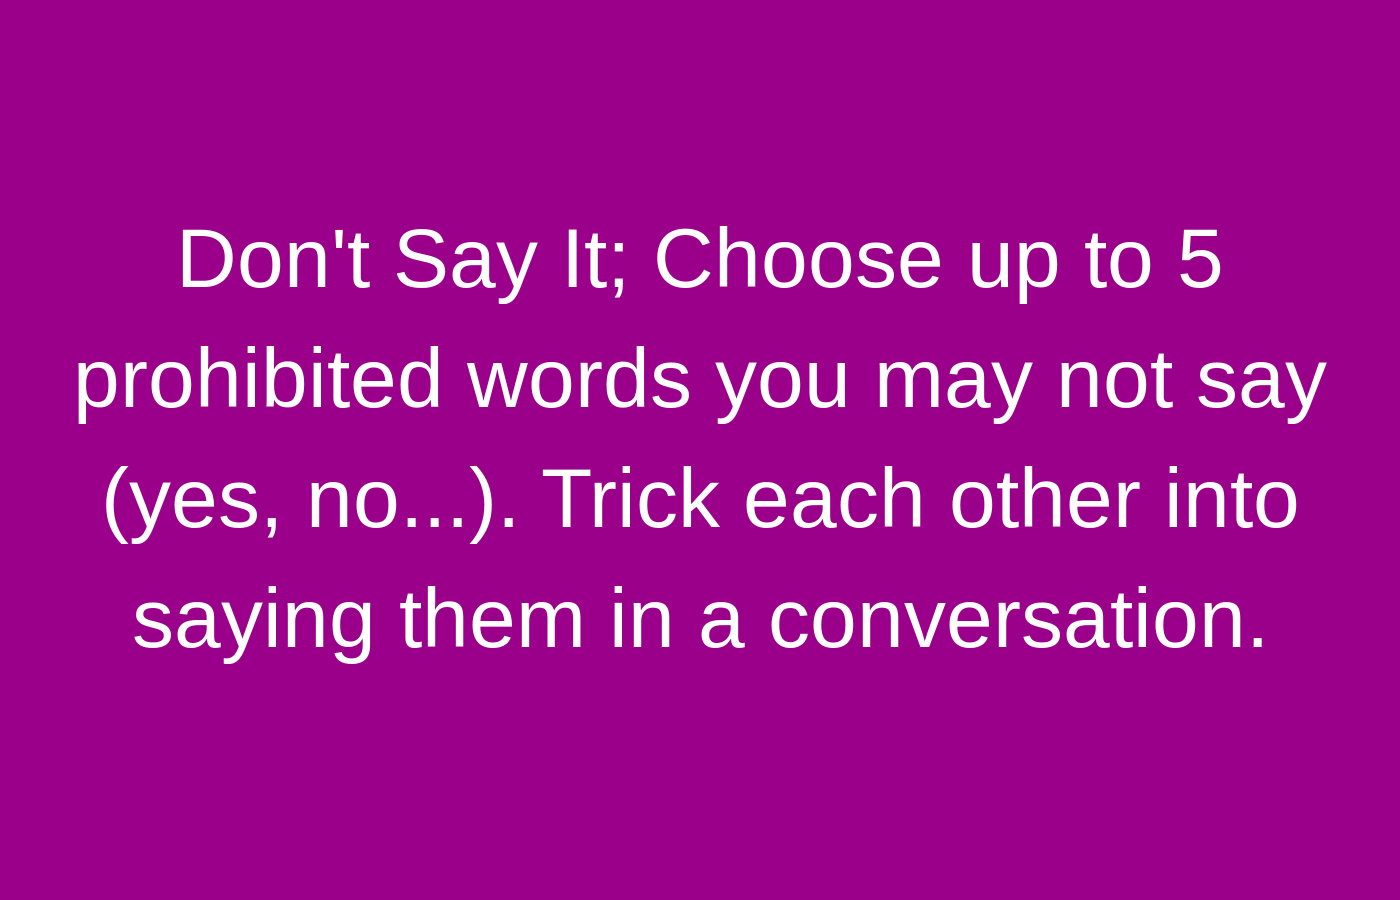 Don't Say It; Choose up to 5
prohibited words you may not say
(yes, no...). Trick each other into
saying them in a conversation.